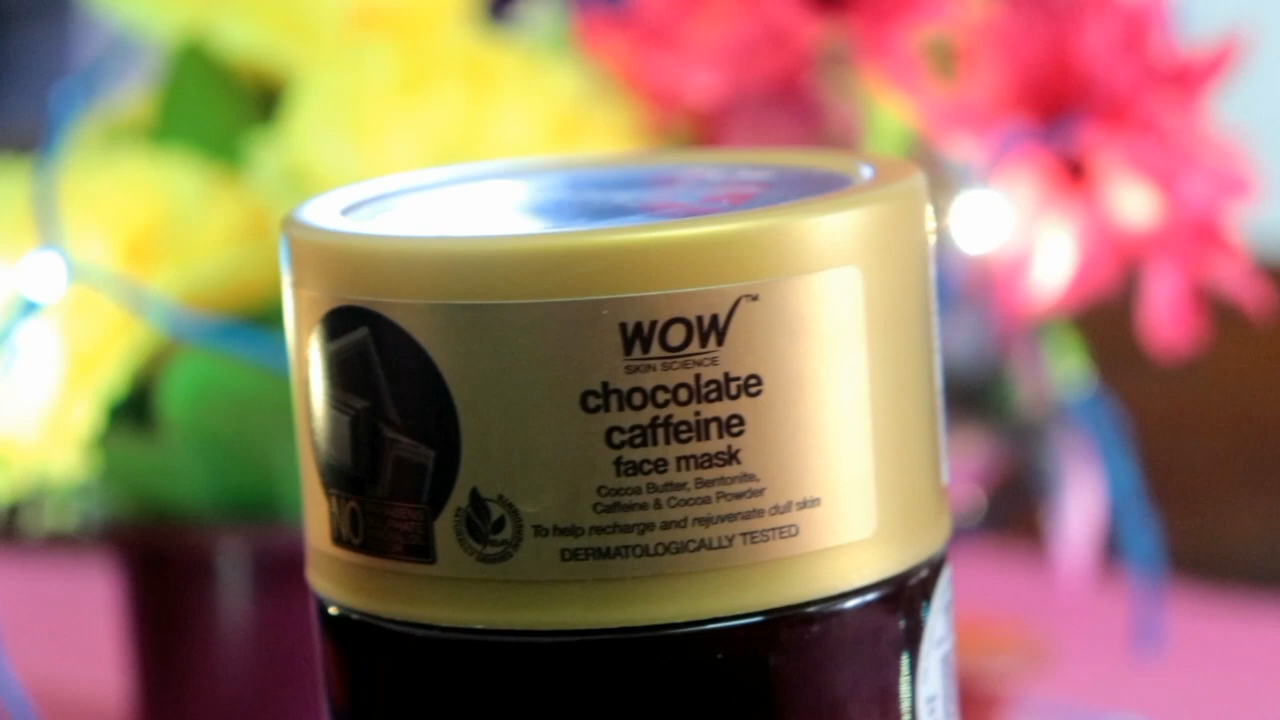 WOW™
SKIN SCIENCE
chocolate
caffeine
face mask
Cocoa Butter, Bentonite,
Caffeine & Cocoa Powder
To help recharge and rejuvenate dull skin
DERMATOLOGICALLY TESTED
NO